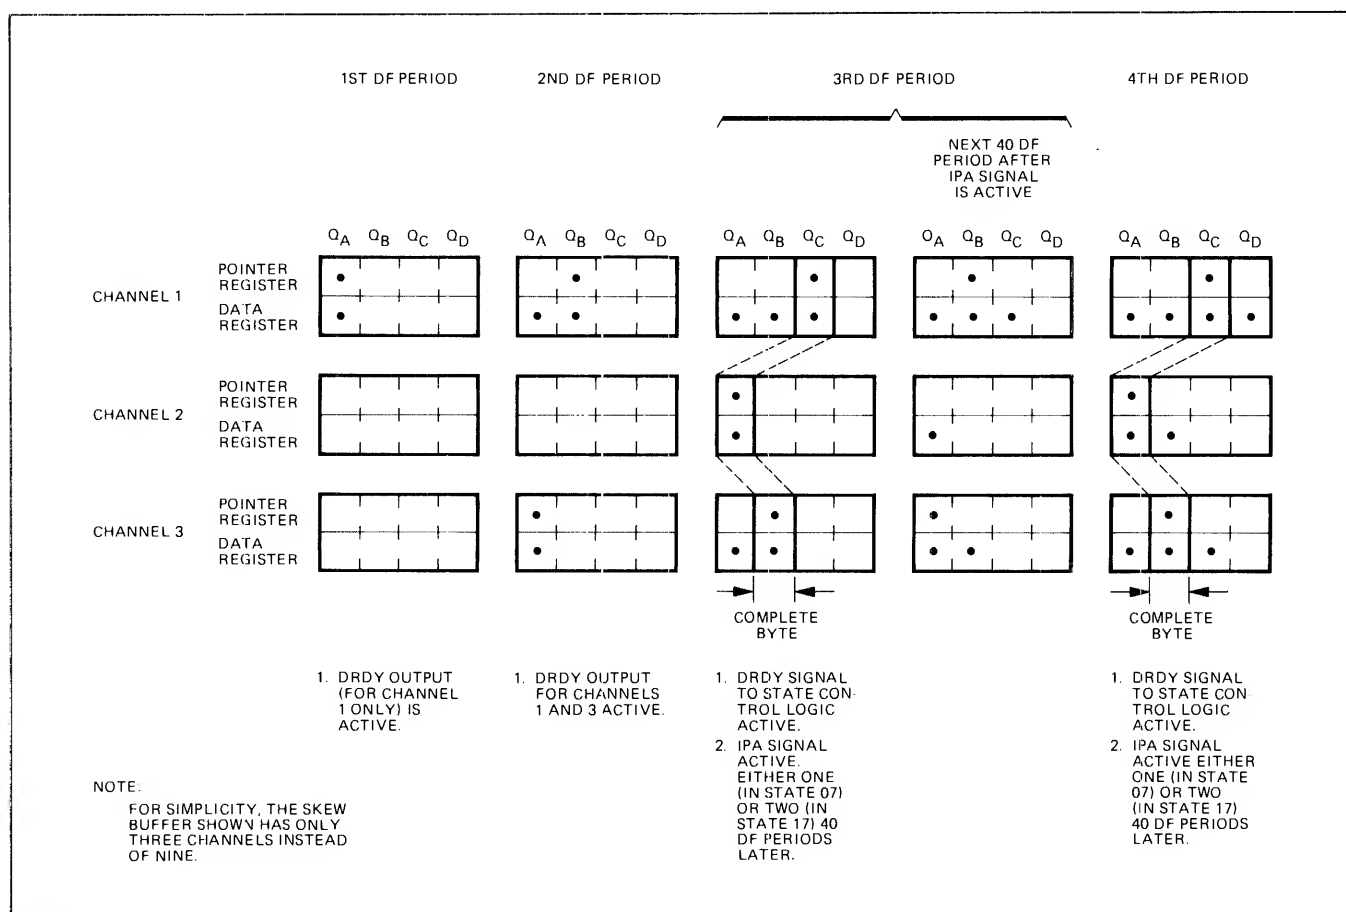 1ST DF PERIOD
2ND DF PERIOD
3RD DF PERIOD
4TH DF PERIOD
NEXT 40 DF
PERIOD AFTER
IPA SIGNAL
IS ACTIVE
QA QB QC QD
QA QB QC QD
QA QB QC QD
QA QB QC QD
QA QB QC QD
CHANNEL 1
POINTER
REGISTER
DATA
REGISTER
CHANNEL 2
POINTER
REGISTER
DATA
REGISTER
CHANNEL 3
POINTER
REGISTER
DATA
REGISTER
COMPLETE
BYTE
COMPLETE
BYTE
1. DRDY OUTPUT
(FOR CHANNEL
1 ONLY) IS
ACTIVE.
1. DRDY OUTPUT
FOR CHANNELS
1 AND 3 ACTIVE.
1. DRDY SIGNAL
TO STATE CON-
TROL LOGIC
ACTIVE.
2. IPA SIGNAL
ACTIVE.
EITHER ONE
(IN STATE 07)
OR TWO (IN
STATE 17) 40
DF PERIODS
LATER.
1. DRDY SIGNAL
TO STATE CON-
TROL LOGIC
ACTIVE.
2. IPA SIGNAL
ACTIVE EITHER
ONE (IN STATE
07) OR TWO
(IN STATE 17)
40 DF PERIODS
LATER.
NOTE:
FOR SIMPLICITY, THE SKEW
BUFFER SHOWN HAS ONLY
THREE CHANNELS INSTEAD
OF NINE.